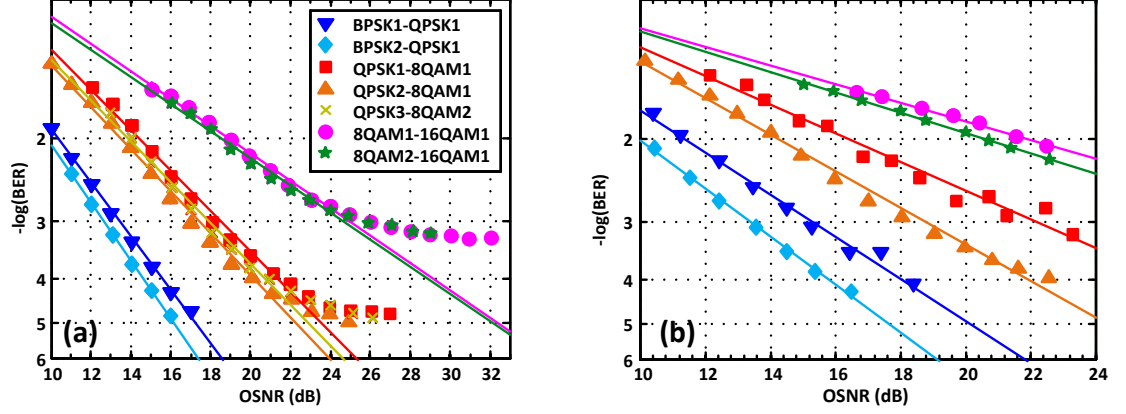 BPSK1-QPSK1
BPSK2-QPSK1
QPSK1-8QAM1
QPSK2-8QAM1
QPSK3-8QAM2
8QAM1-16QAM1
8QAM2-16QAM1
-log(BER)
2
3
4
5
6
(a)
10 12 14 16 18 20 22 24 26 28 30 32
OSNR (dB)
-log(BER)
2
3
4
5
6
(b)
10 12 14 16 18 20 22 24
OSNR (dB)